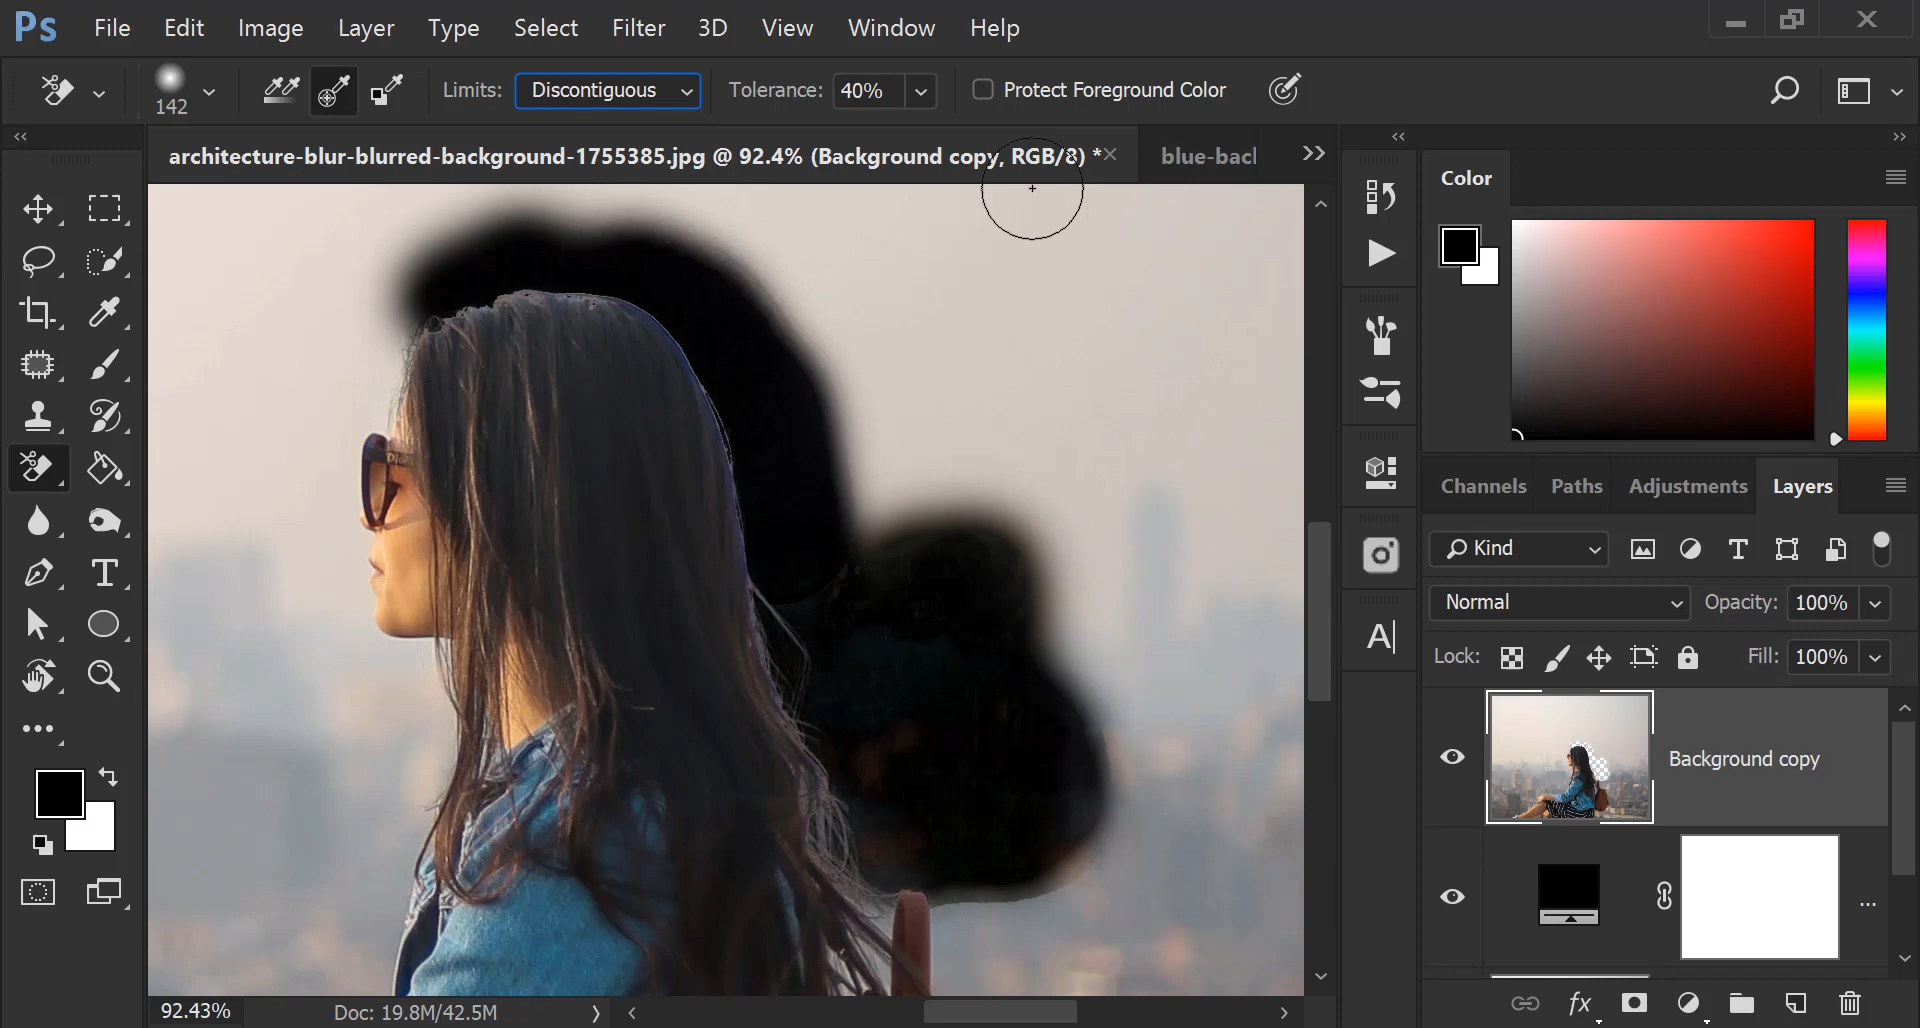 Ps File Edit Image Layer Type Select Filter 3D View Window Help
142 Limits: Discontiguous Tolerance: 40% Protect Foreground Color
architecture-blur-blurred-background-1755385.jpg @ 92.4% (Background copy, RGB/8) * blue-bacl
Color
Dior
Channels Paths Adjustments Layers
Kind
Normal Opacity: 100%
Lock: Fill: 100%
Background copy
...
fx
92.43% Doc: 19.8M/42.5M